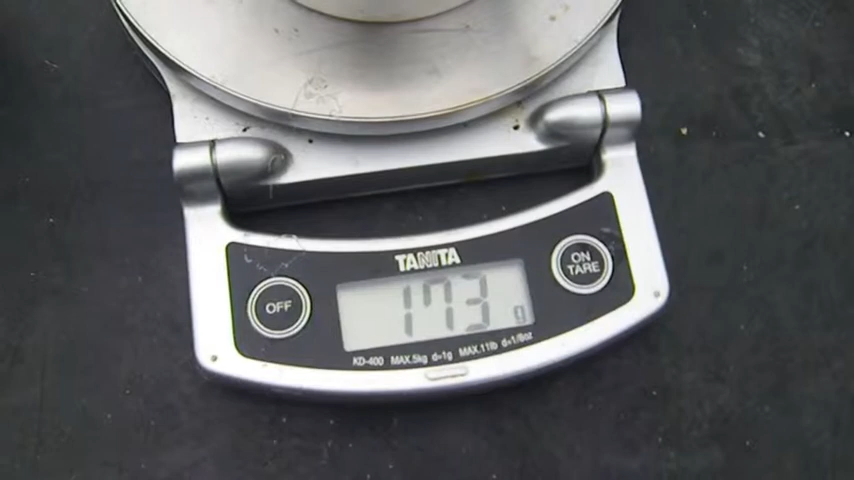 TANITA
OFF
ON
TARE
173 g
KD-400 MAX.5kg d=1g MAX.11lb d=1/8oz